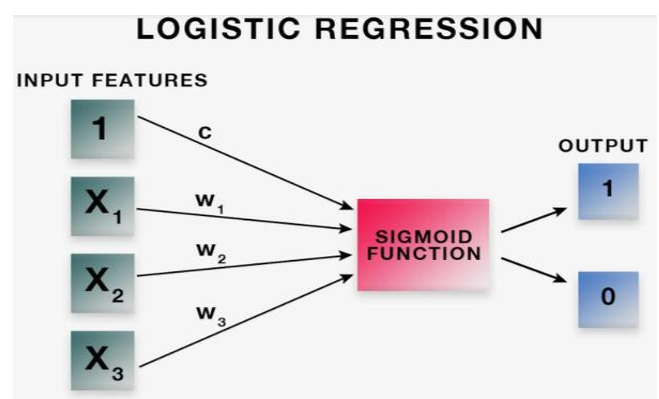 LOGISTIC REGRESSION
INPUT FEATURES
1
X₁
X₂
X₃
c
w₁
w₂
w₃
SIGMOID
FUNCTION
OUTPUT
1
0